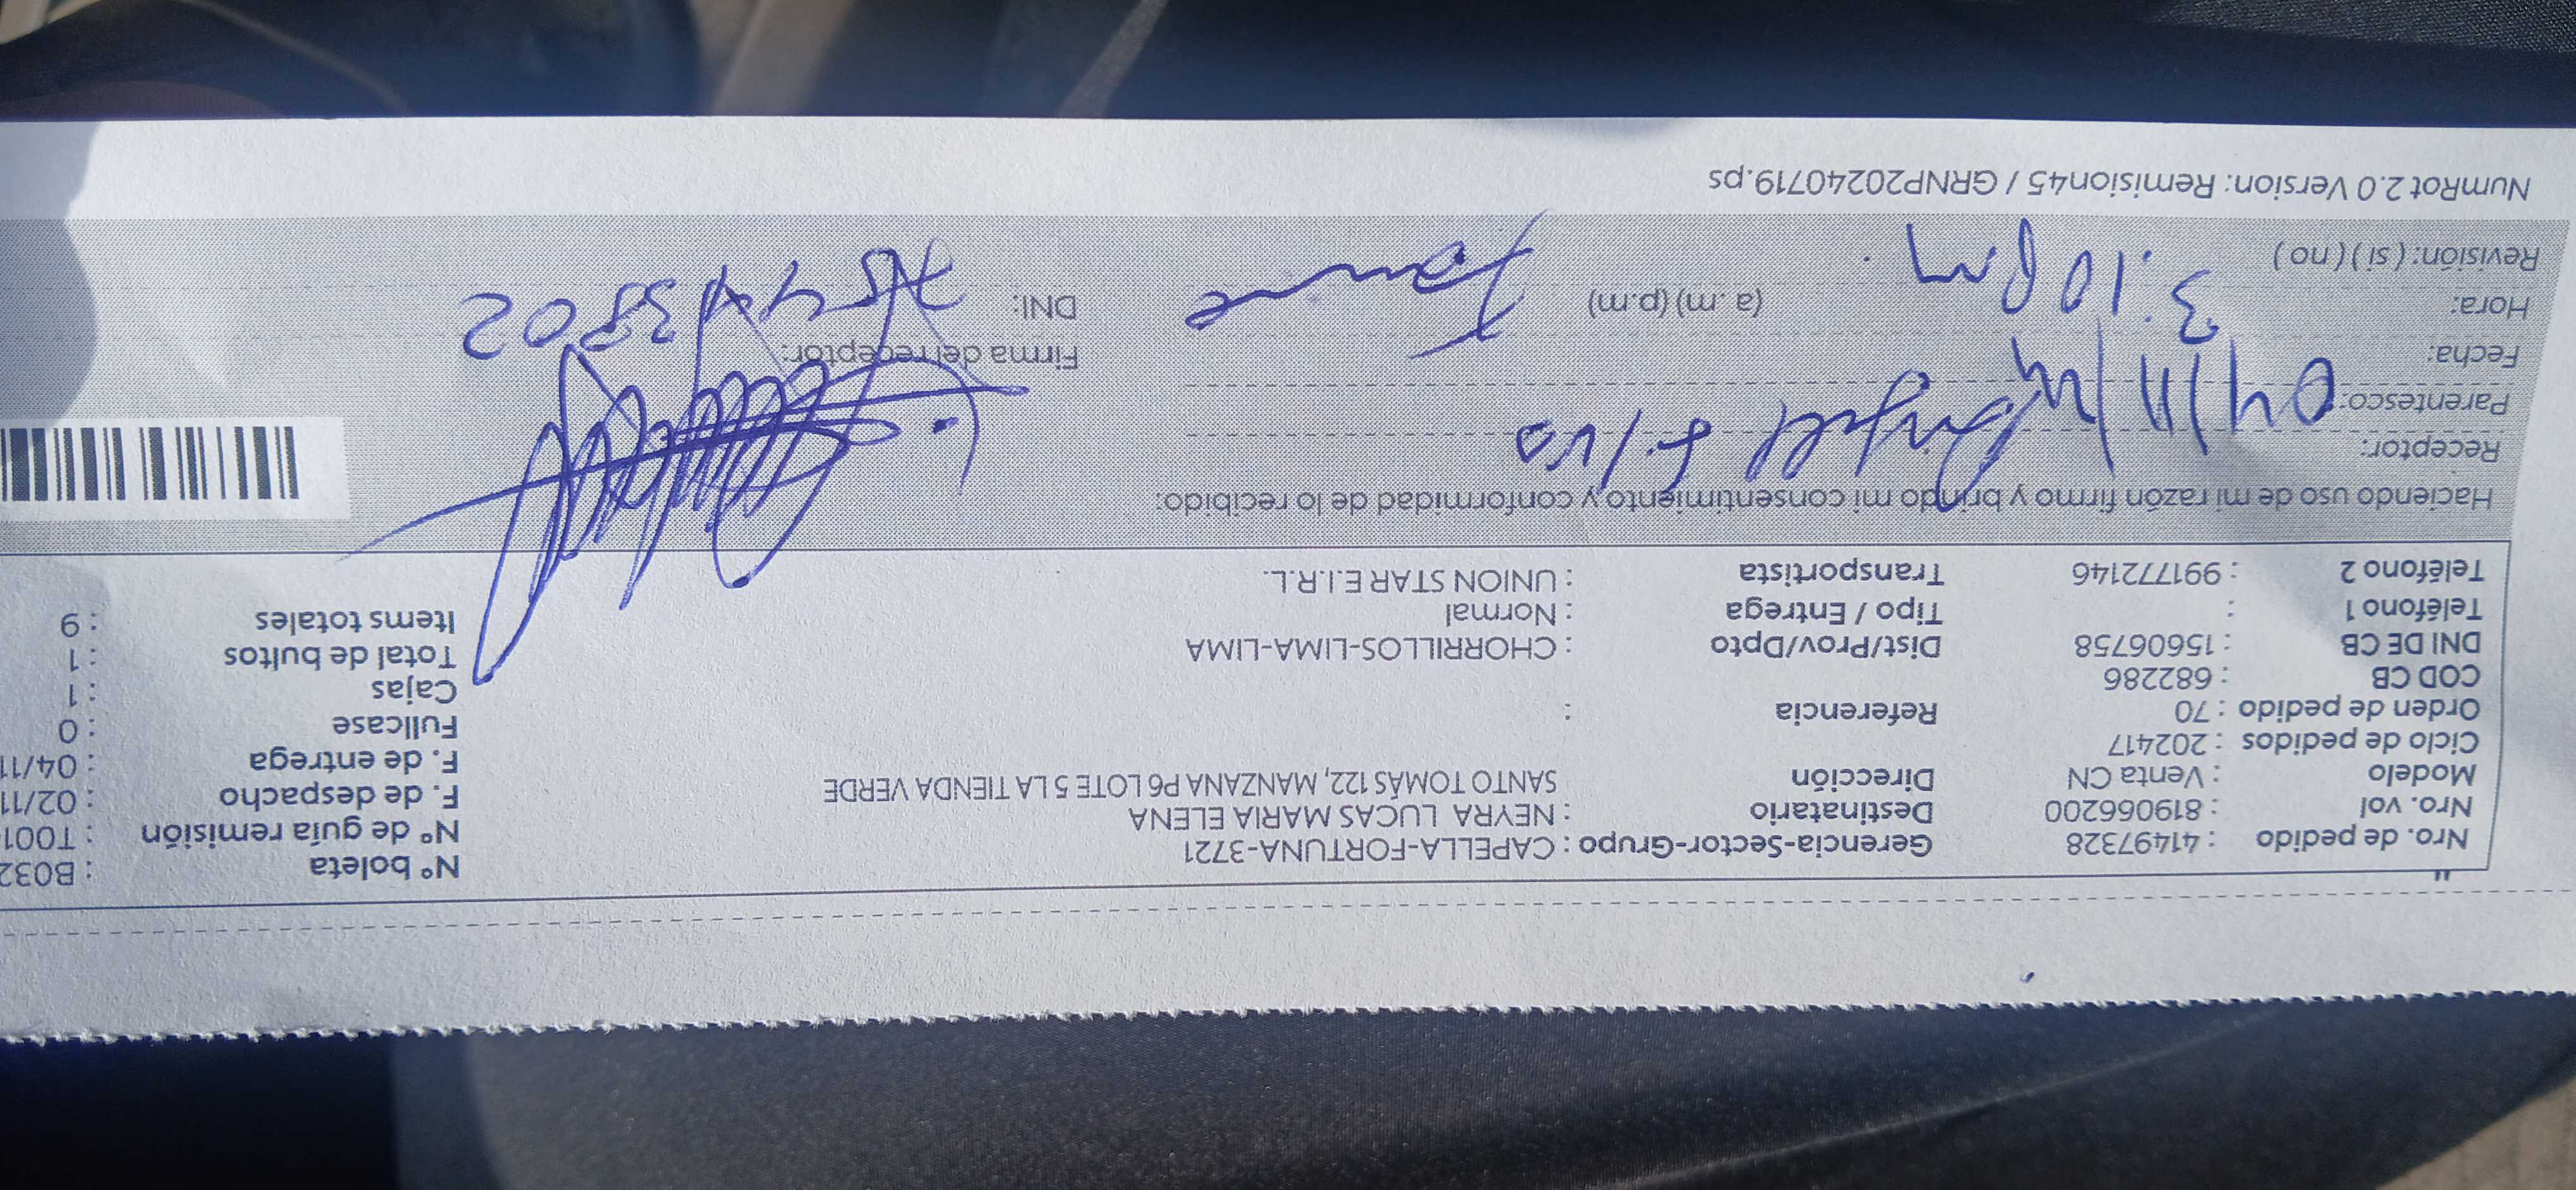 Nro. de pedido : 41497328 Gerencia-Sector-Grupo : CAPELLA-FORTUNA-3721 N° boleta : B032
Nro. vol : 819066200 Destinatario : NEYRA LUCAS MARIA ELENA N° de guía remisión : T001
Modelo : Venta CN Dirección SANTO TOMÁS 122, MANZANA P6 LOTE 5 LA TIENDA VERDE F. de despacho : 02/11
Ciclo de pedidos : 202417 F. de entrega : 04/11
Orden de pedido : 70 Referencia : Fullcase : 0
COD CB : 682286 Cajas : 1
DNI DE CB : 15606758 Dist/Prov/Dpto : CHORRILLOS-LIMA-LIMA Total de bultos : 1
Teléfono 1 : Tipo / Entrega : Normal Items totales : 9
Teléfono 2 : 991772146 Transportista : UNION STAR E.I.R.L.
Haciendo uso de mi razón firmo y brindo mi consentimiento y conformidad de lo recibido:
Receptor:
Parentesco:
Fecha: 04/11/24 Firma del receptor:
Hora: 3:10 pm (a .m) (p.m) DNI:
Revisión: ( si ) ( no )
NumRot 2.0 Version: Remision45 / GRNP20240719.ps